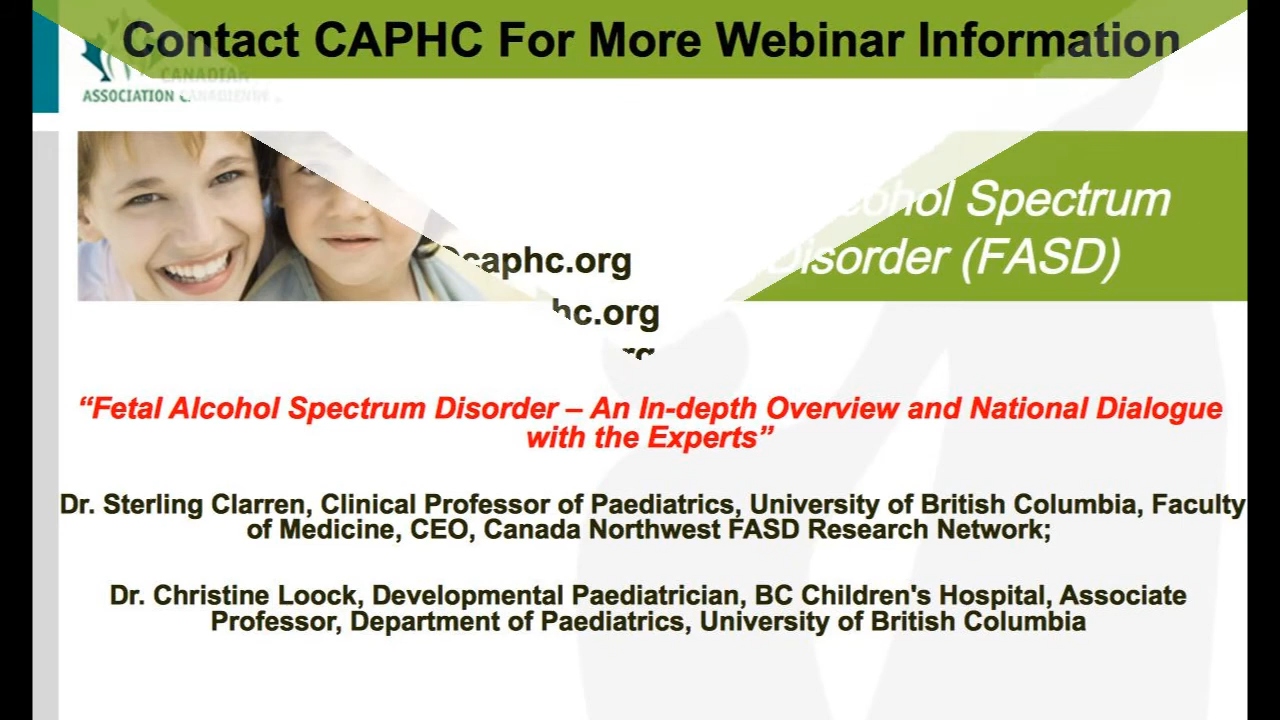 Contact CAPHC For More Webinar Information
CANADIAN
ASSOCIATION
Alcohol Spectrum
Disorder (FASD)
@caphc.org
hc.org
rg
“Fetal Alcohol Spectrum Disorder – An In-depth Overview and National Dialogue
with the Experts”
Dr. Sterling Clarren, Clinical Professor of Paediatrics, University of British Columbia, Faculty
of Medicine, CEO, Canada Northwest FASD Research Network;
Dr. Christine Loock, Developmental Paediatrician, BC Children's Hospital, Associate
Professor, Department of Paediatrics, University of British Columbia